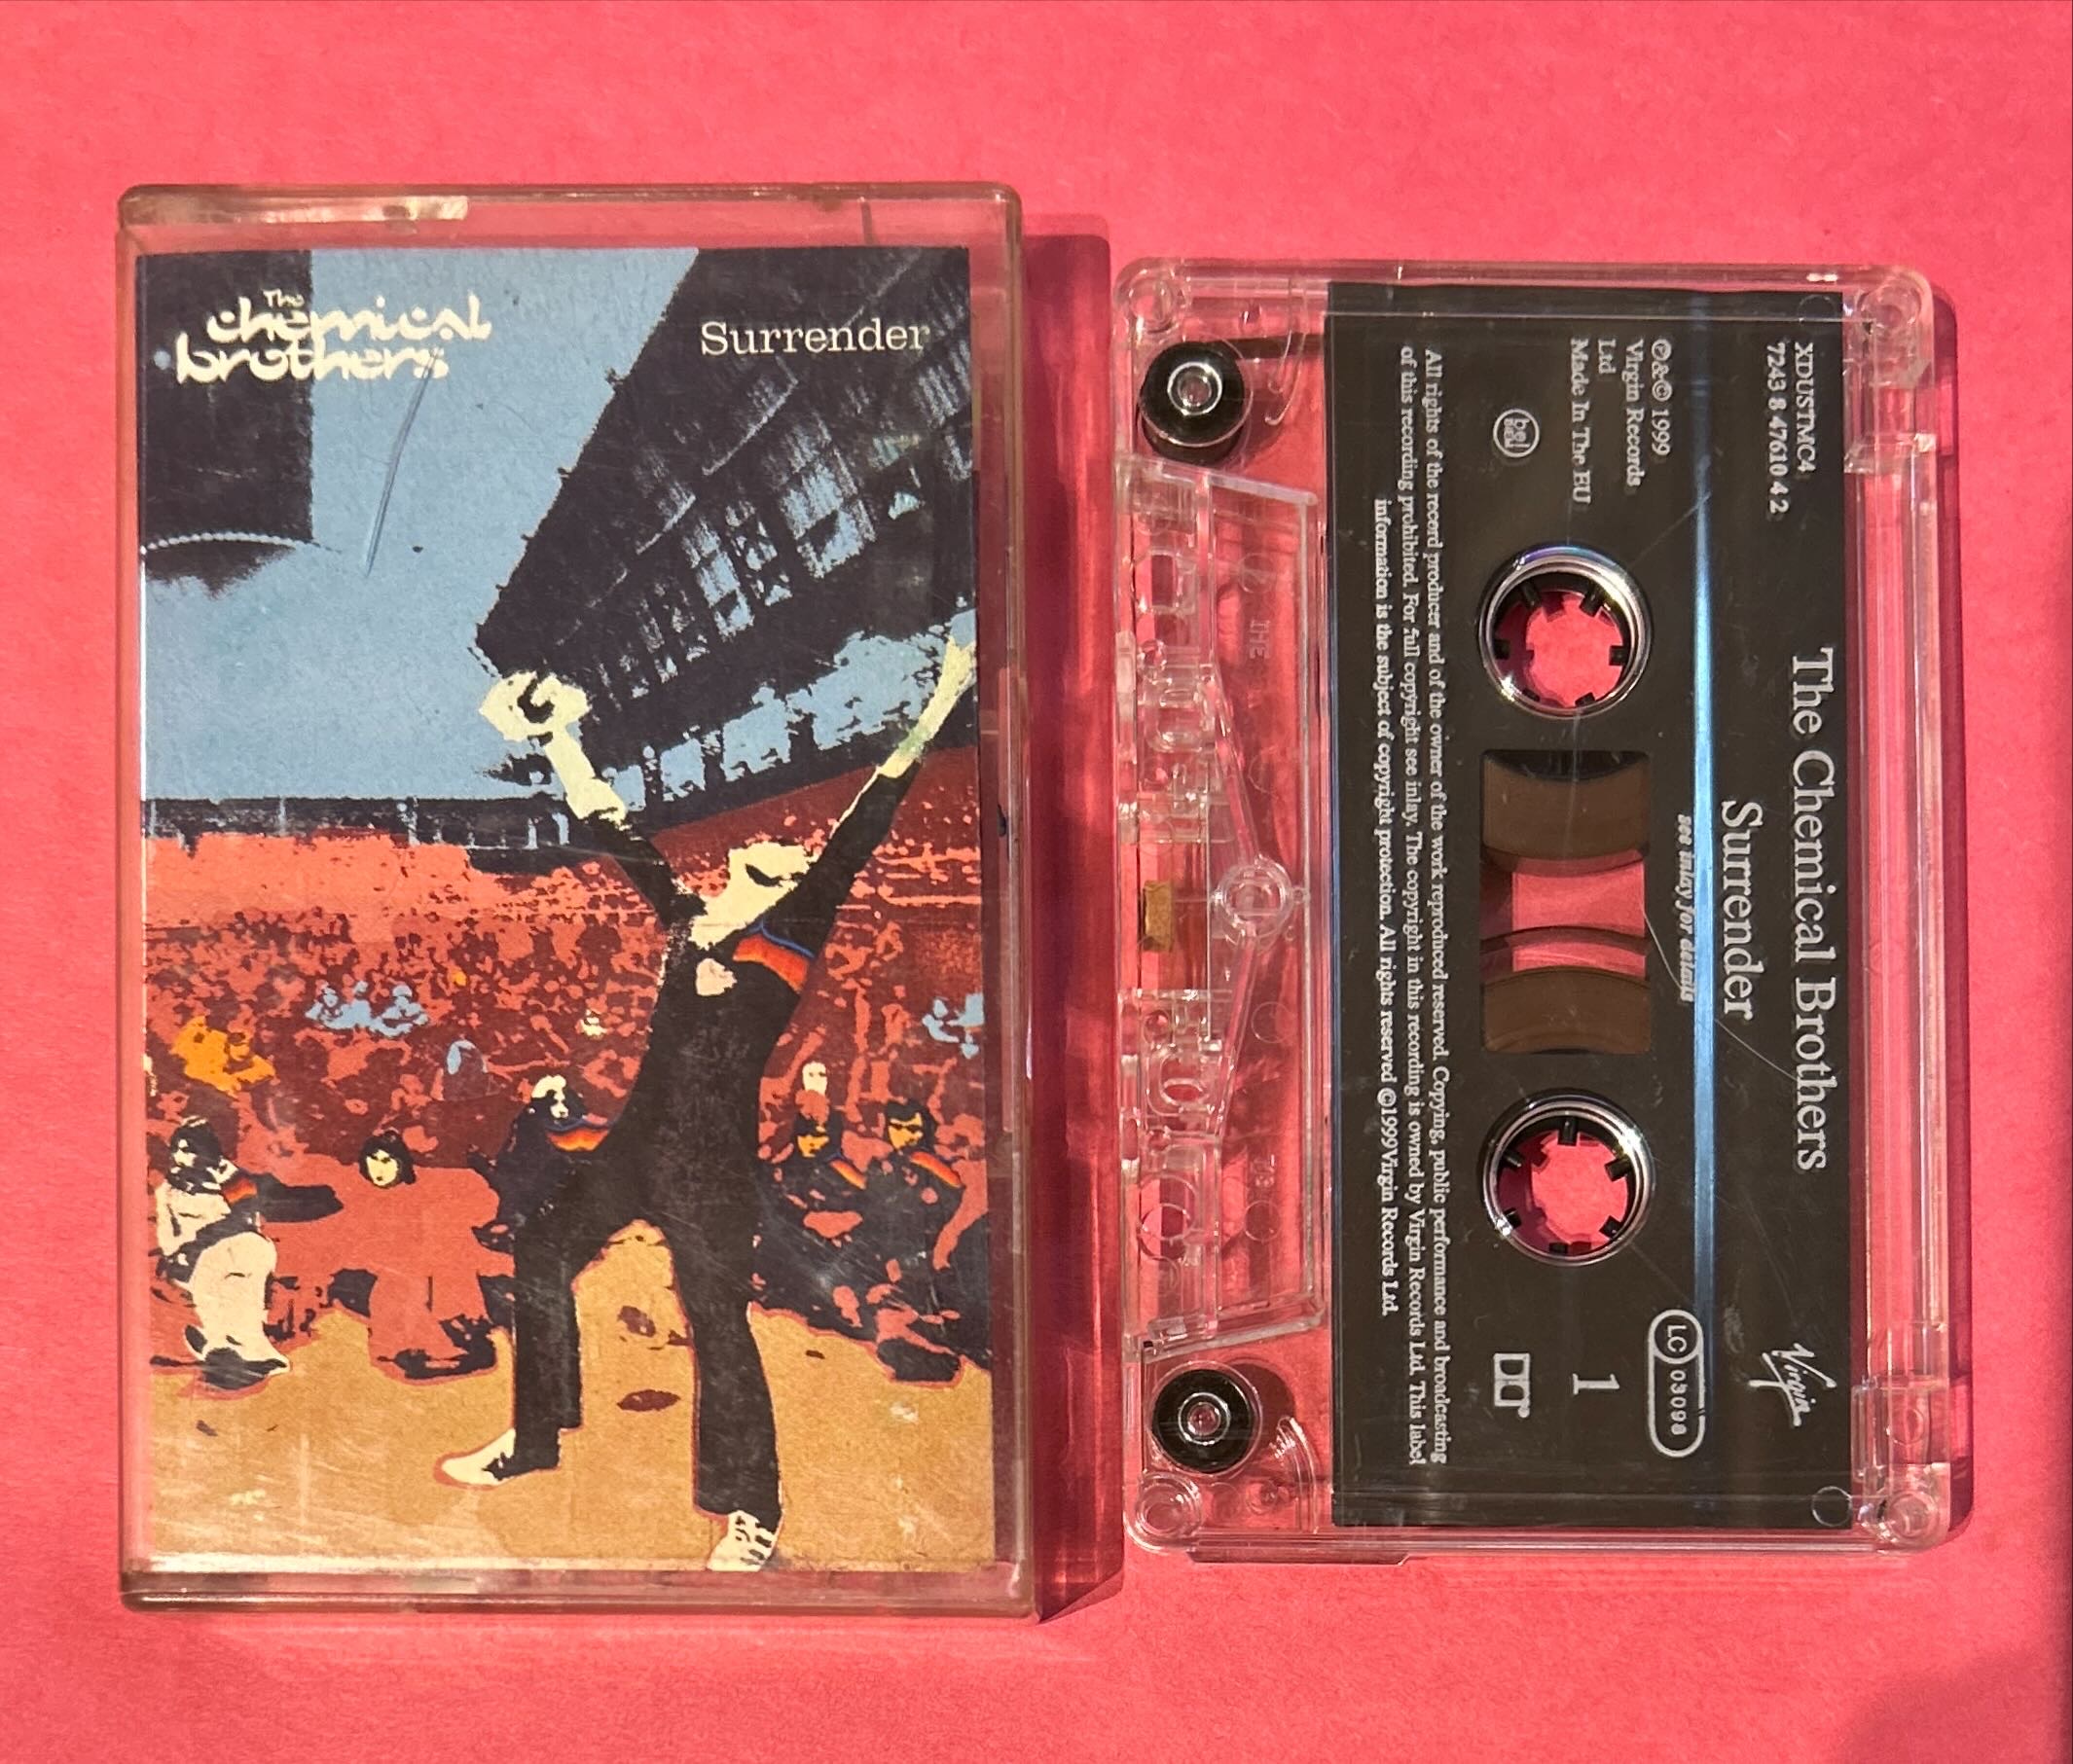 The
chemical
brothers
Surrender
XDUSTMC4
7243 8 47610 4 2
The Chemical Brothers
Surrender
see inlay for details
Virgin
℗&© 1999
Virgin Records
Ltd
Made In The EU
LC 03098
1
All rights of the record producer and of the owner of the work reproduced reserved. Copying, public performance and broadcasting
of this recording prohibited. For full copyright see inlay. The copyright in this recording is owned by Virgin Records Ltd. This label
information is the subject of copyright protection. All rights reserved ©1999Virgin Records Ltd.